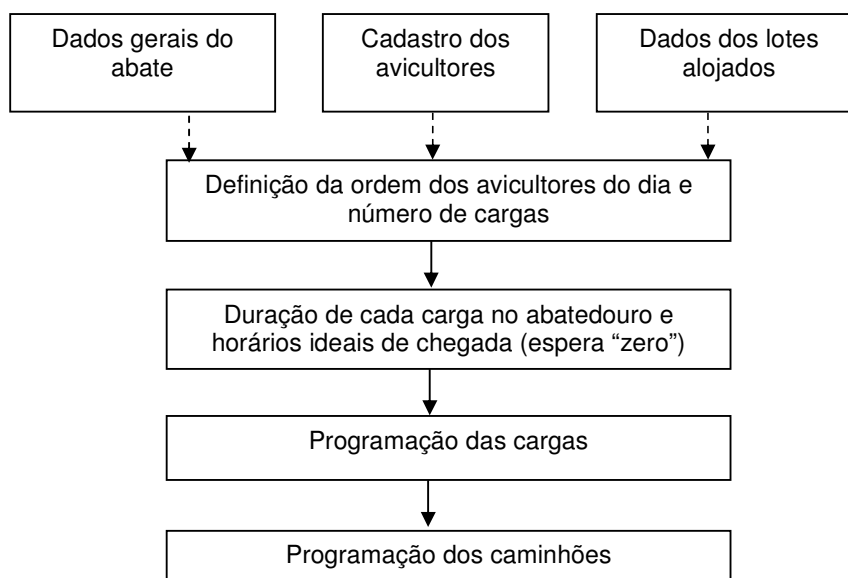 Dados gerais do
abate
Cadastro dos
avicultores
Dados dos lotes
alojados
Definição da ordem dos avicultores do dia e
número de cargas
Duração de cada carga no abatedouro e
horários ideais de chegada (espera “zero”)
Programação das cargas
Programação dos caminhões